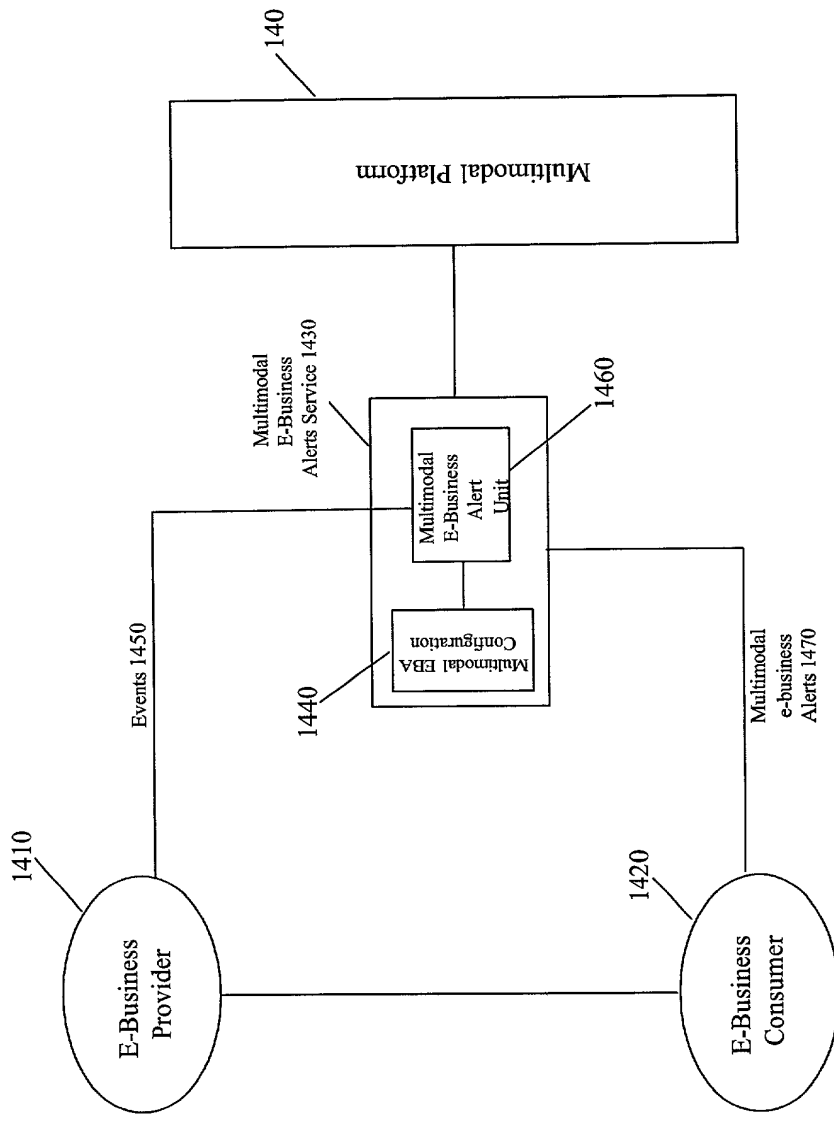 E-Business
Provider
1410
Events 1450
E-Business
Consumer
1420
Multimodal
e-business
Alerts 1470
Multimodal
E-Business
Alerts Service 1430
1440
Multimodal EBA
Configuration
Multimodal
E-Business
Alert
Unit
1460
Multimodal Platform
140